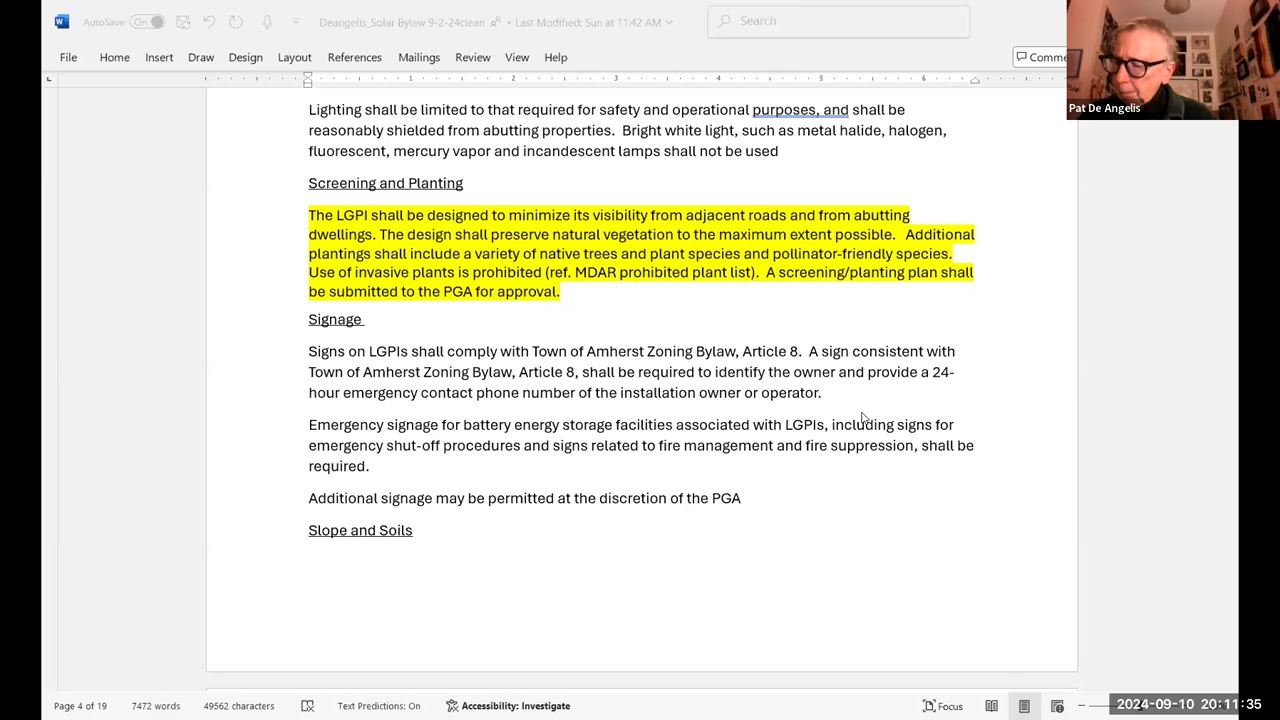 AutoSave On Deangelis_Solar Bylaw 9-2-24clean • Last Modified: Sun at 11:42 AM Search
File Home Insert Draw Design Layout References Mailings Review View Help Comme
Pat De Angelis
1 2 3 4 5 6
Lighting shall be limited to that required for safety and operational purposes, and shall be
reasonably shielded from abutting properties. Bright white light, such as metal halide, halogen,
fluorescent, mercury vapor and incandescent lamps shall not be used
Screening and Planting
The LGPI shall be designed to minimize its visibility from adjacent roads and from abutting
dwellings. The design shall preserve natural vegetation to the maximum extent possible. Additional
plantings shall include a variety of native trees and plant species and pollinator-friendly species.
Use of invasive plants is prohibited (ref. MDAR prohibited plant list). A screening/planting plan shall
be submitted to the PGA for approval.
Signage
Signs on LGPIs shall comply with Town of Amherst Zoning Bylaw, Article 8. A sign consistent with
Town of Amherst Zoning Bylaw, Article 8, shall be required to identify the owner and provide a 24-
hour emergency contact phone number of the installation owner or operator.
Emergency signage for battery energy storage facilities associated with LGPIs, including signs for
emergency shut-off procedures and signs related to fire management and fire suppression, shall be
required.
Additional signage may be permitted at the discretion of the PGA
Slope and Soils
Page 4 of 19 7472 words 49562 characters Text Predictions: On Accessibility: Investigate Focus 2024-09-10 20:11:35